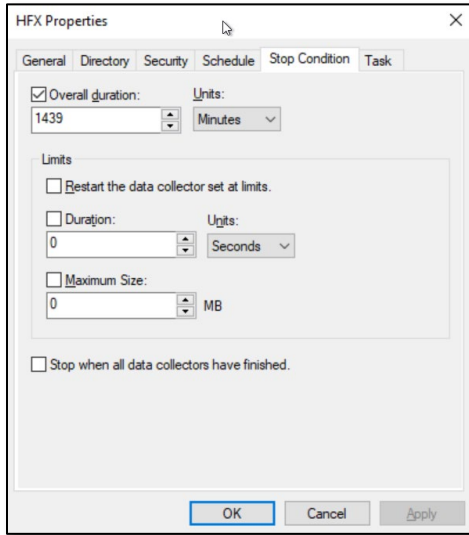 HFX Properties
General Directory Security Schedule Stop Condition Task
Overall duration: Units:
1439 Minutes
Limits
Restart the data collector set at limits.
Duration: Units:
0 Seconds
Maximum Size:
0 MB
Stop when all data collectors have finished.
OK Cancel Apply